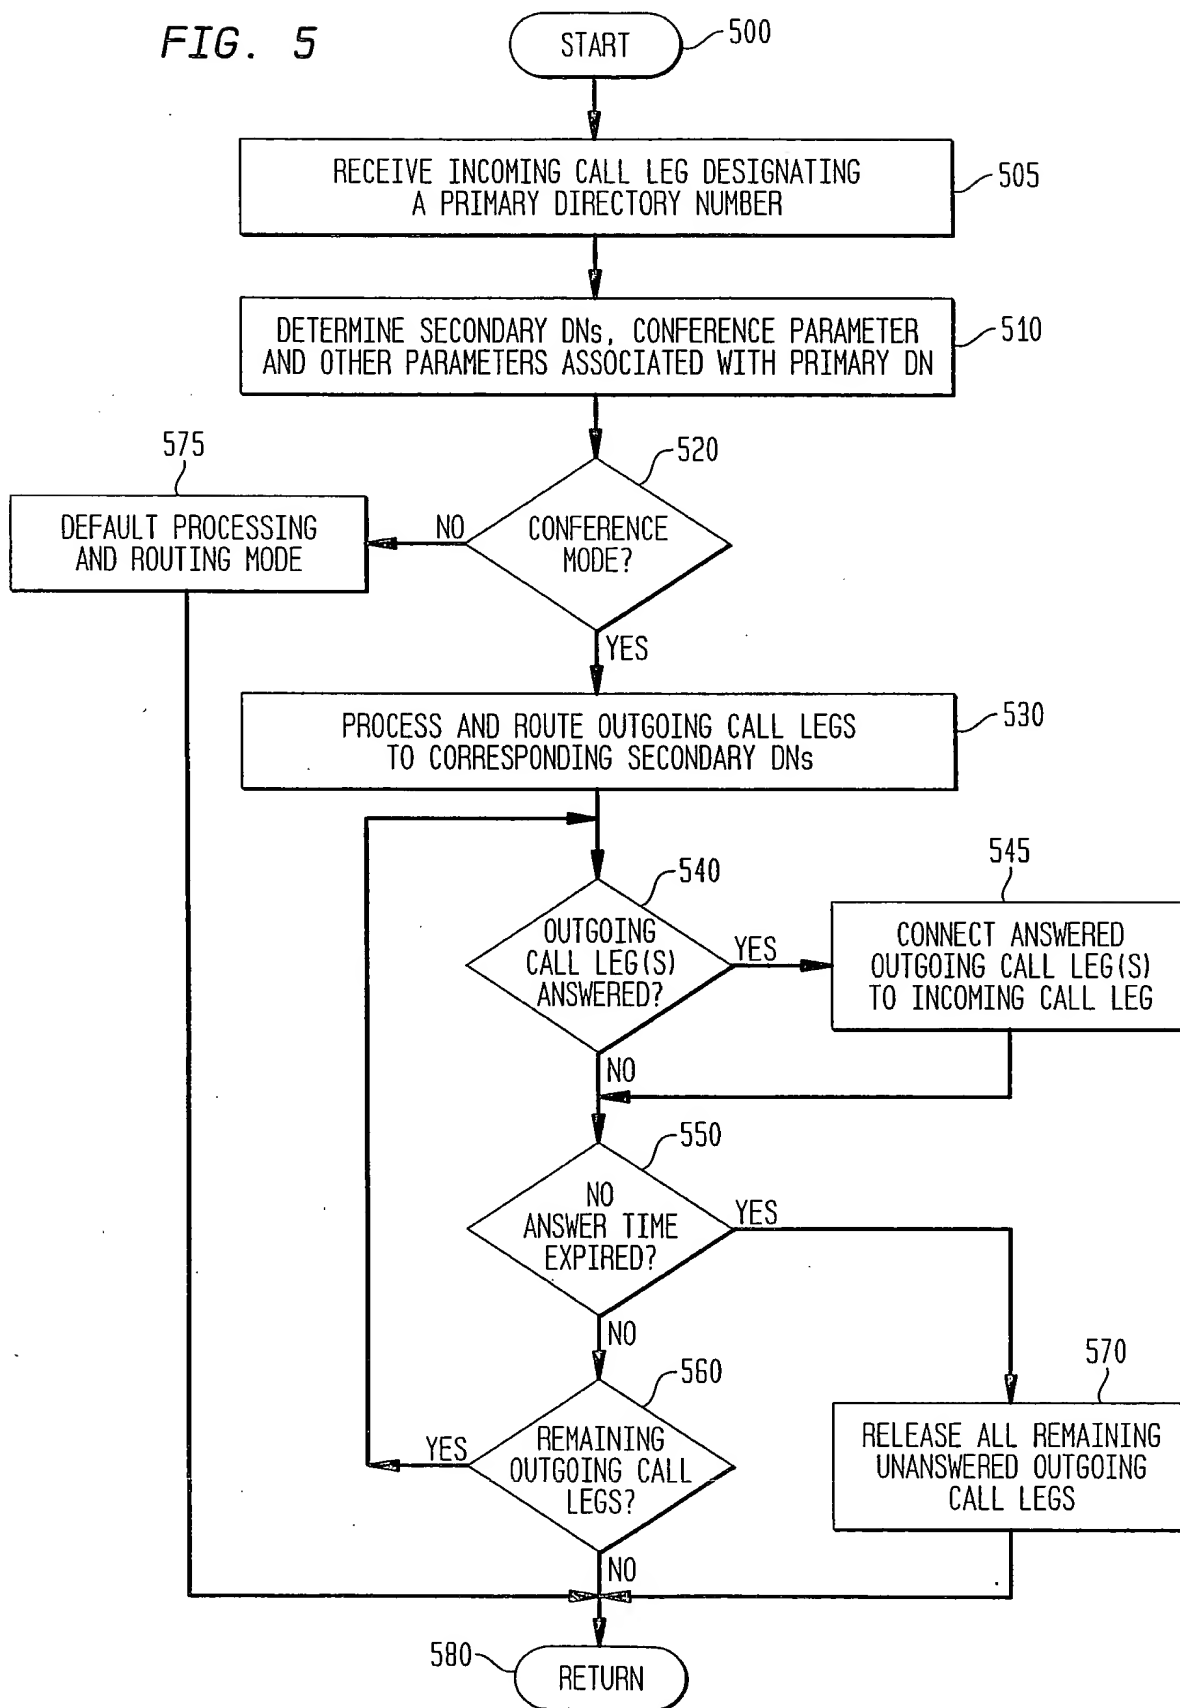 FIG. 5
START
500
RECEIVE INCOMING CALL LEG DESIGNATING
A PRIMARY DIRECTORY NUMBER
505
DETERMINE SECONDARY DNs, CONFERENCE PARAMETER
AND OTHER PARAMETERS ASSOCIATED WITH PRIMARY DN
510
575
520
DEFAULT PROCESSING
AND ROUTING MODE
NO
CONFERENCE
MODE?
YES
PROCESS AND ROUTE OUTGOING CALL LEGS
TO CORRESPONDING SECONDARY DNs
530
540
545
OUTGOING
CALL LEG(S)
ANSWERED?
YES
CONNECT ANSWERED
OUTGOING CALL LEG(S)
TO INCOMING CALL LEG
NO
550
NO
ANSWER TIME
EXPIRED?
YES
NO
560
570
YES
REMAINING
OUTGOING CALL
LEGS?
RELEASE ALL REMAINING
UNANSWERED OUTGOING
CALL LEGS
NO
580
RETURN